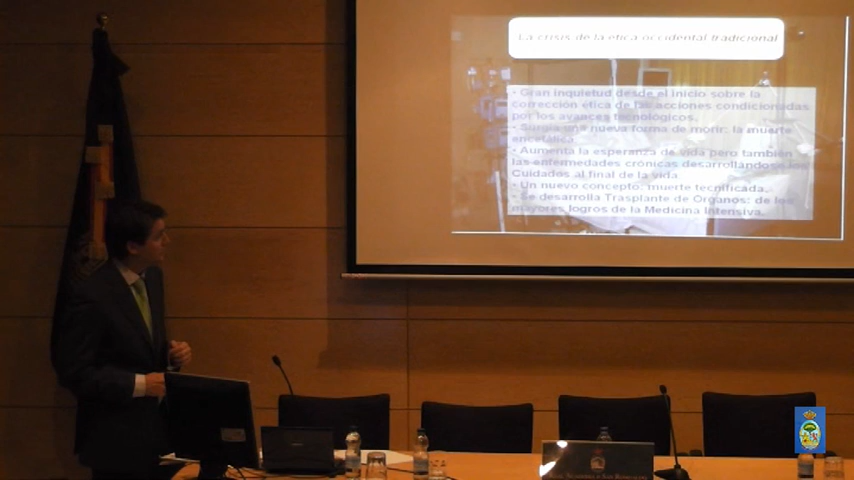 La crisis de la ética occidental tradicional
• Gran inquietud desde el inicio sobre la
corrección ética de las acciones condicionadas
por los avances tecnológicos.
- Surgía una nueva forma de morir: la muerte
encefálica
• Aumenta la esperanza de vida pero también
las enfermedades crónicas desarrollándose los
Cuidados al final de la vida
• Un nuevo concepto: muerte tecnificada.
- Se desarrolla Trasplante de Órganos: de los
mayores logros de la Medicina Intensiva.